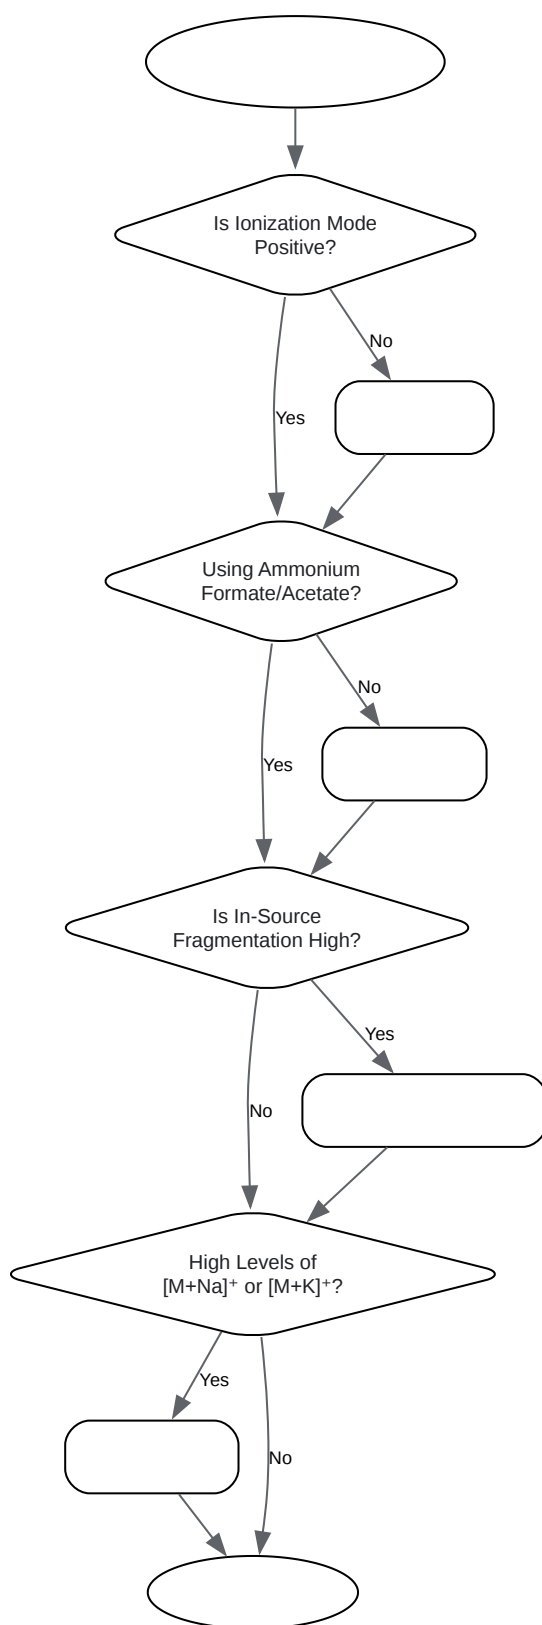 Is Ionization Mode
Positive?
No
Yes
Using Ammonium
Formate/Acetate?
No
Yes
Is In-Source
Fragmentation High?
Yes
No
High Levels of
[M+Na]⁺ or [M+K]⁺?
Yes
No